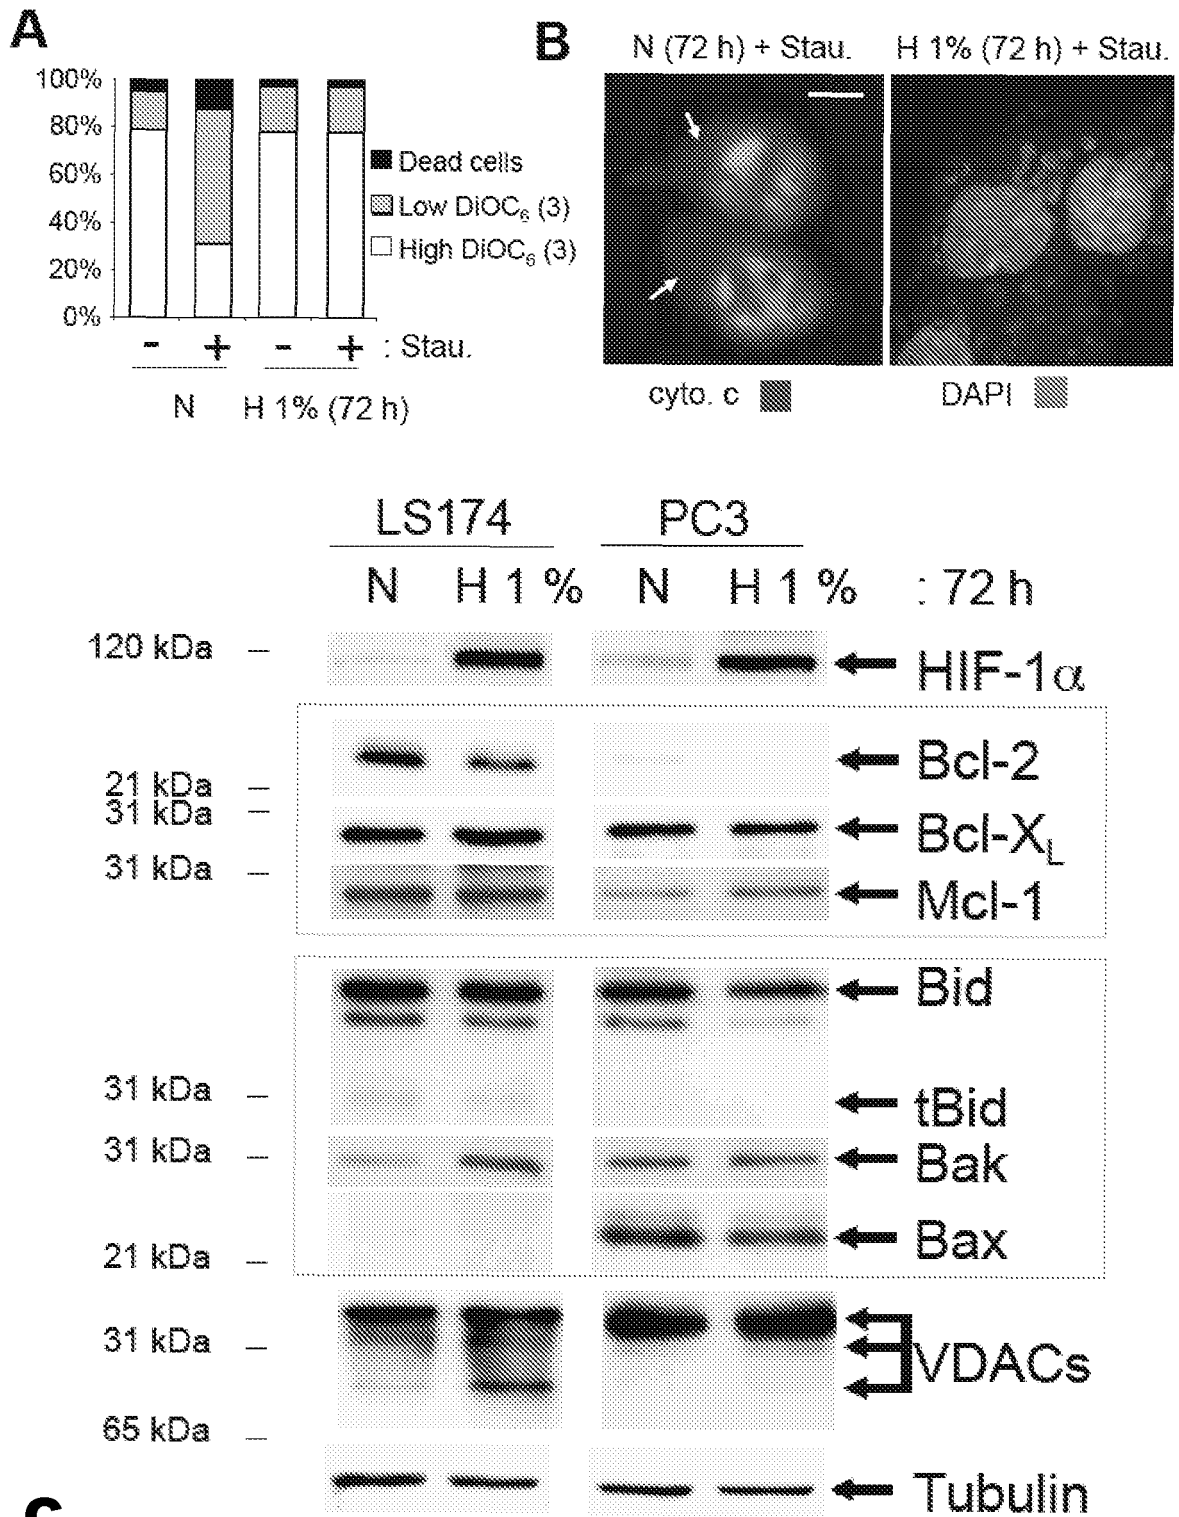 A
B
N (72 h) + Stau.
H 1% (72 h) + Stau.
100%
80%
60%
40%
20%
0%
Dead cells
Low DiOC₆ (3)
High DiOC₆ (3)
- + - + : Stau.
N H 1% (72 h)
cyto. c
DAPI
LS174 PC3
N H 1 % N H 1 % : 72 h
120 kDa
HIF-1α
Bcl-2
21 kDa
31 kDa
Bcl-X_L
31 kDa
Mcl-1
Bid
31 kDa
tBid
31 kDa
Bak
Bax
21 kDa
31 kDa
VDACs
65 kDa
Tubulin
C